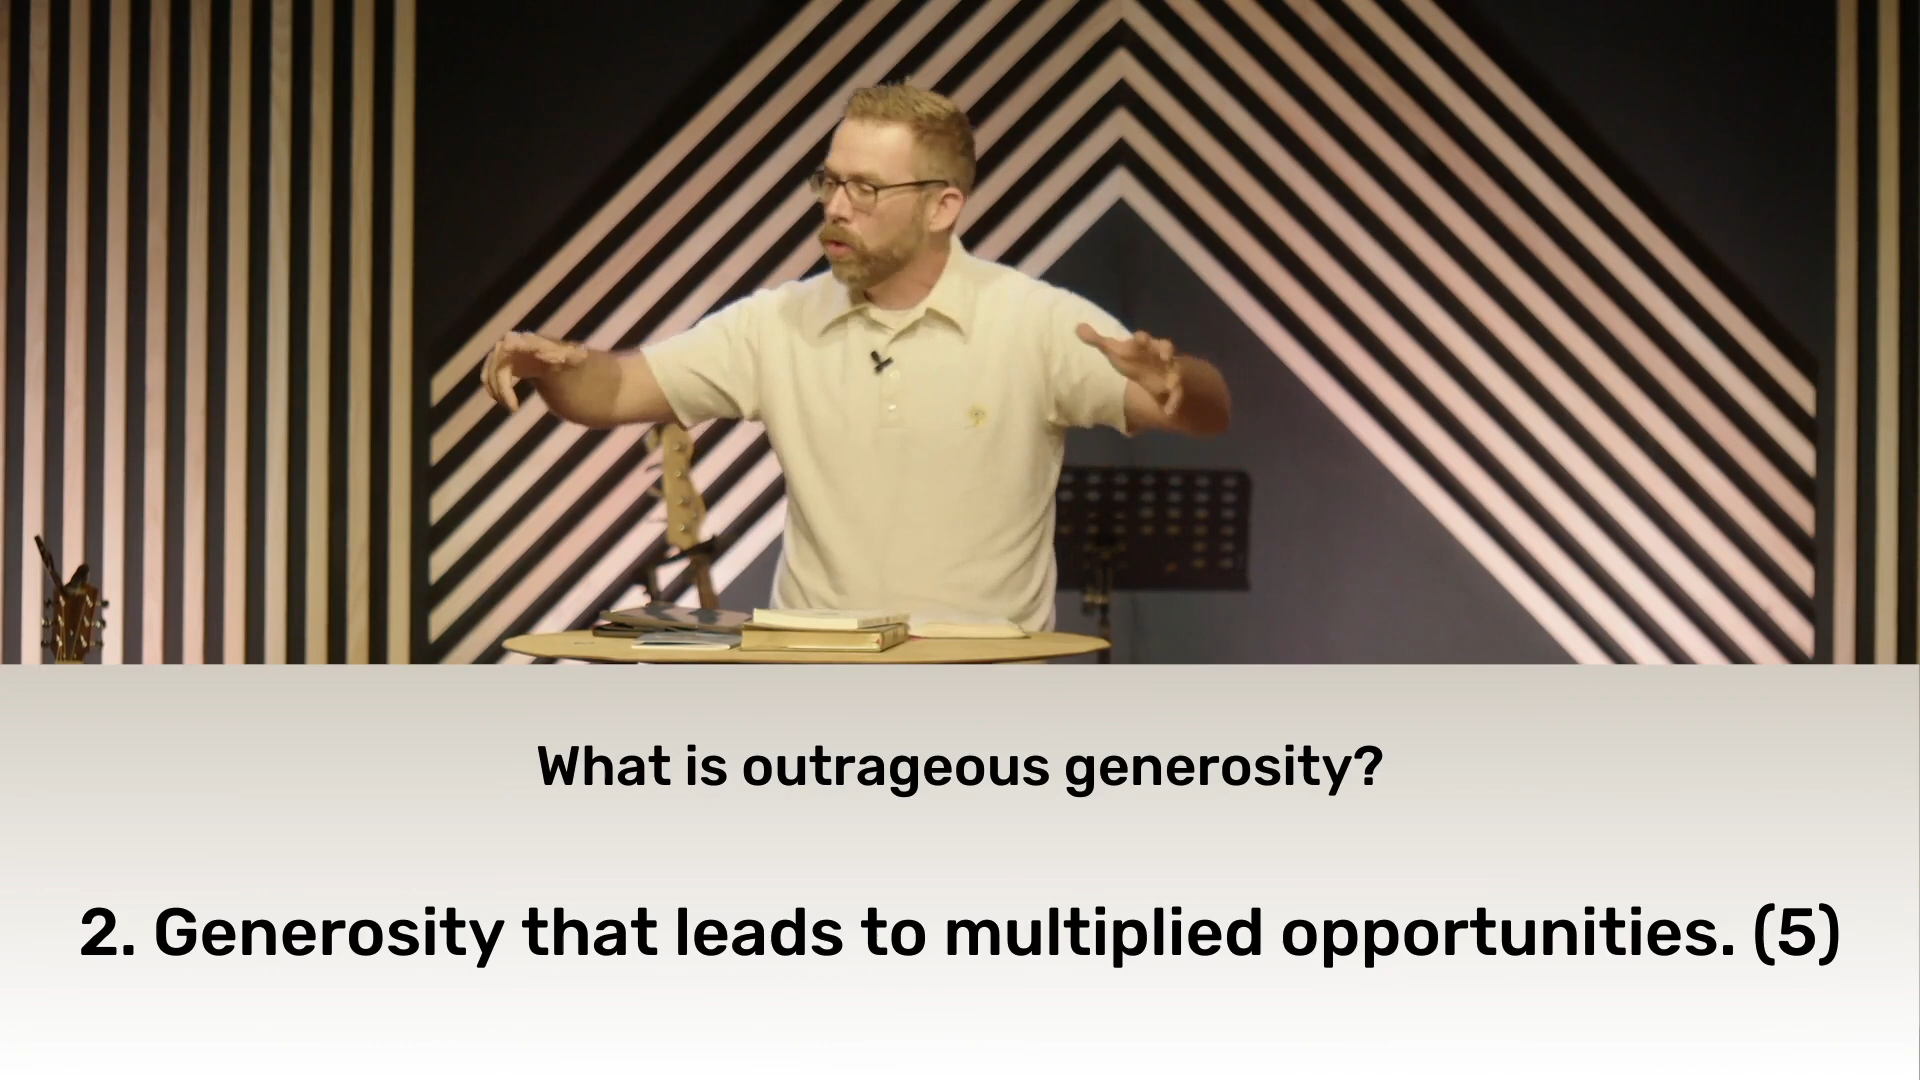 What is outrageous generosity?
2. Generosity that leads to multiplied opportunities. (5)